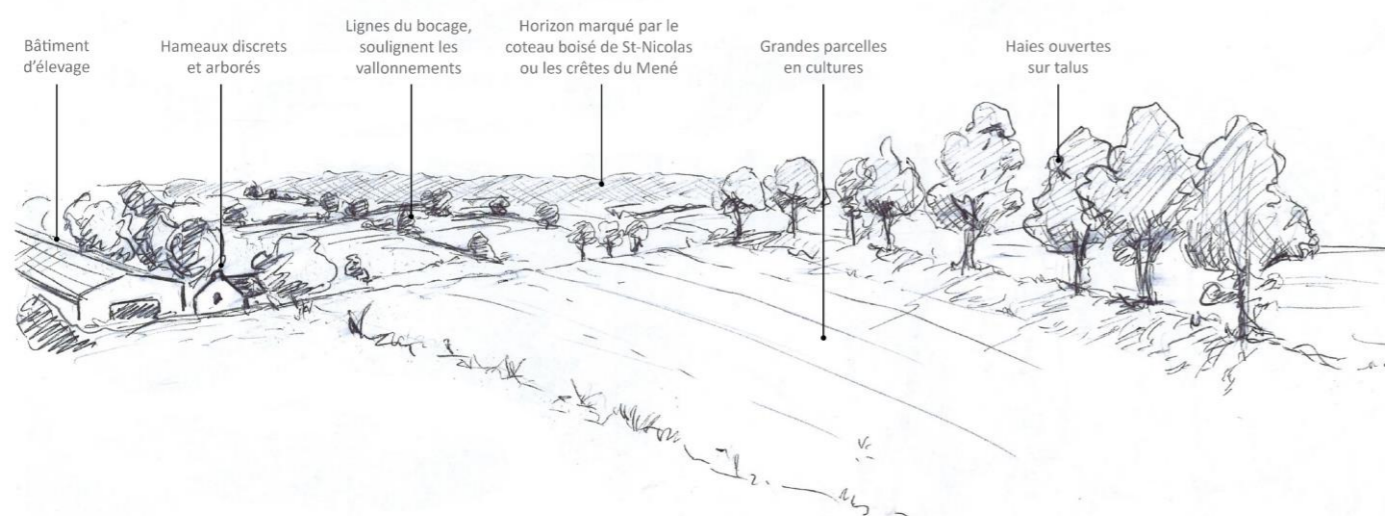 Bâtiment
d'élevage
Hameaux discrets
et arborés
Lignes du bocage,
soulignent les
vallonnements
Horizon marqué par le
coteau boisé de St-Nicolas
ou les crêtes du Mené
Grandes parcelles
en cultures
Haies ouvertes
sur talus